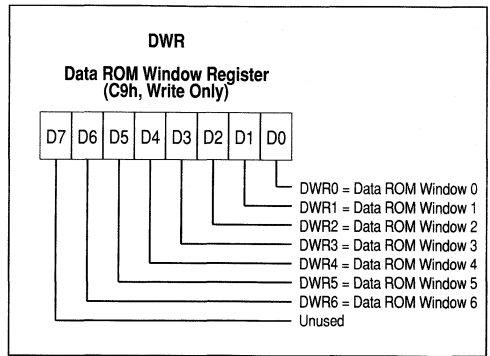 DWR
Data ROM Window Register
(C9h, Write Only)
D7 D6 D5 D4 D3 D2 D1 D0
DWR0 = Data ROM Window 0
DWR1 = Data ROM Window 1
DWR2 = Data ROM Window 2
DWR3 = Data ROM Window 3
DWR4 = Data ROM Window 4
DWR5 = Data ROM Window 5
DWR6 = Data ROM Window 6
Unused